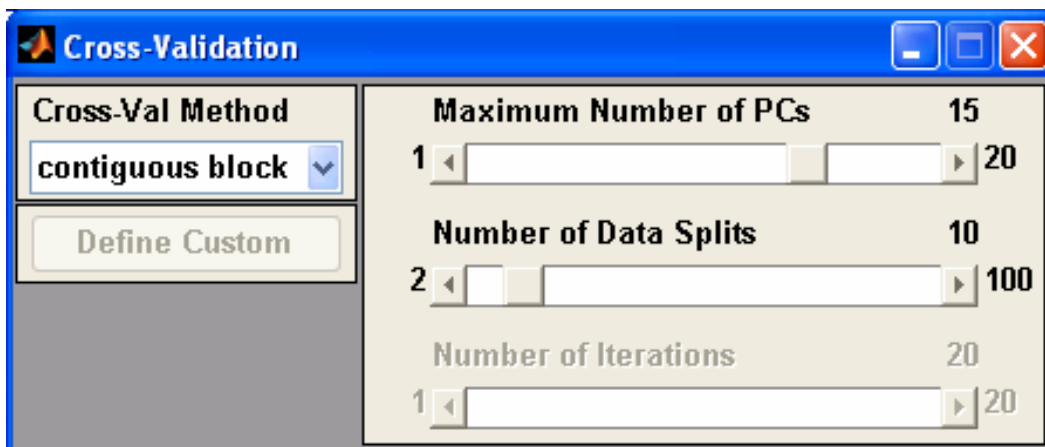 Cross-Validation
Cross-Val Method
contiguous block
Define Custom
Maximum Number of PCs 15
1 20
Number of Data Splits 10
2 100
Number of Iterations 20
1 20